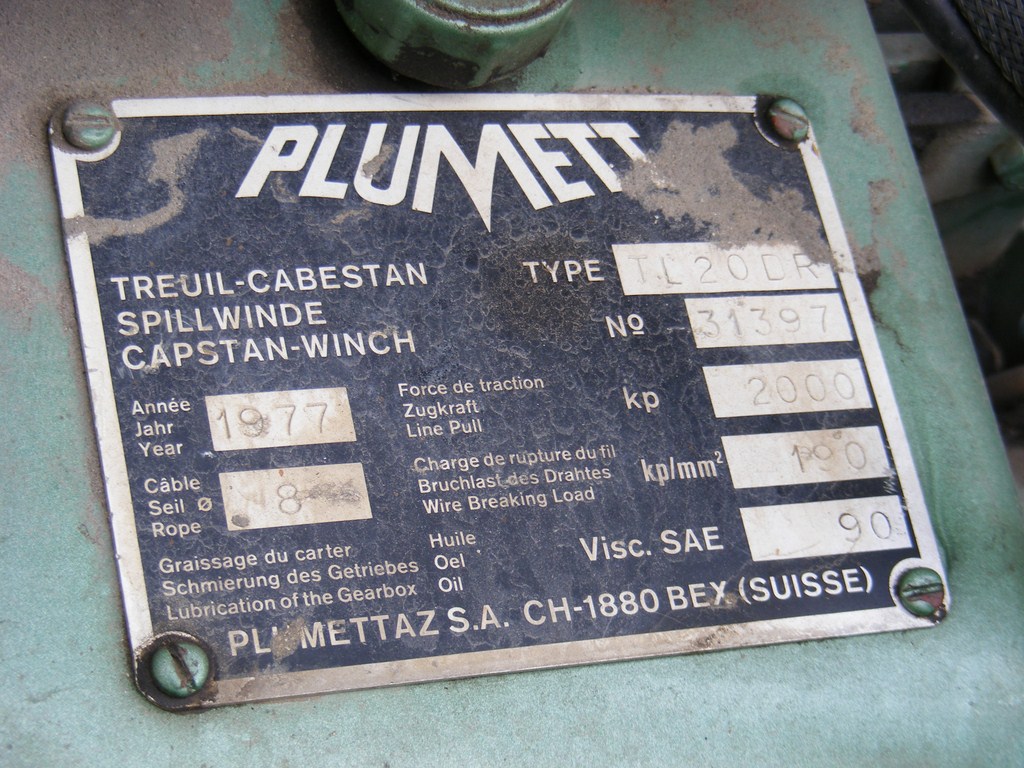 PLUMETT
TREUIL-CABESTAN
SPILLWINDE
CAPSTAN-WINCH
TYPE TL20DR
Nº 31397
Année
Jahr
Year
1977
Force de traction
Zugkraft
Line Pull
kp 2000
Câble
Seil Ø
Rope
8
Charge de rupture du fil
Bruchlast des Drahtes
Wire Breaking Load
kp/mm² 190
Graissage du carter
Schmierung des Getriebes
Lubrication of the Gearbox
Huile
Oel
Oil
Visc. SAE 90
PLUMETTAZ S.A. CH-1880 BEX (SUISSE)